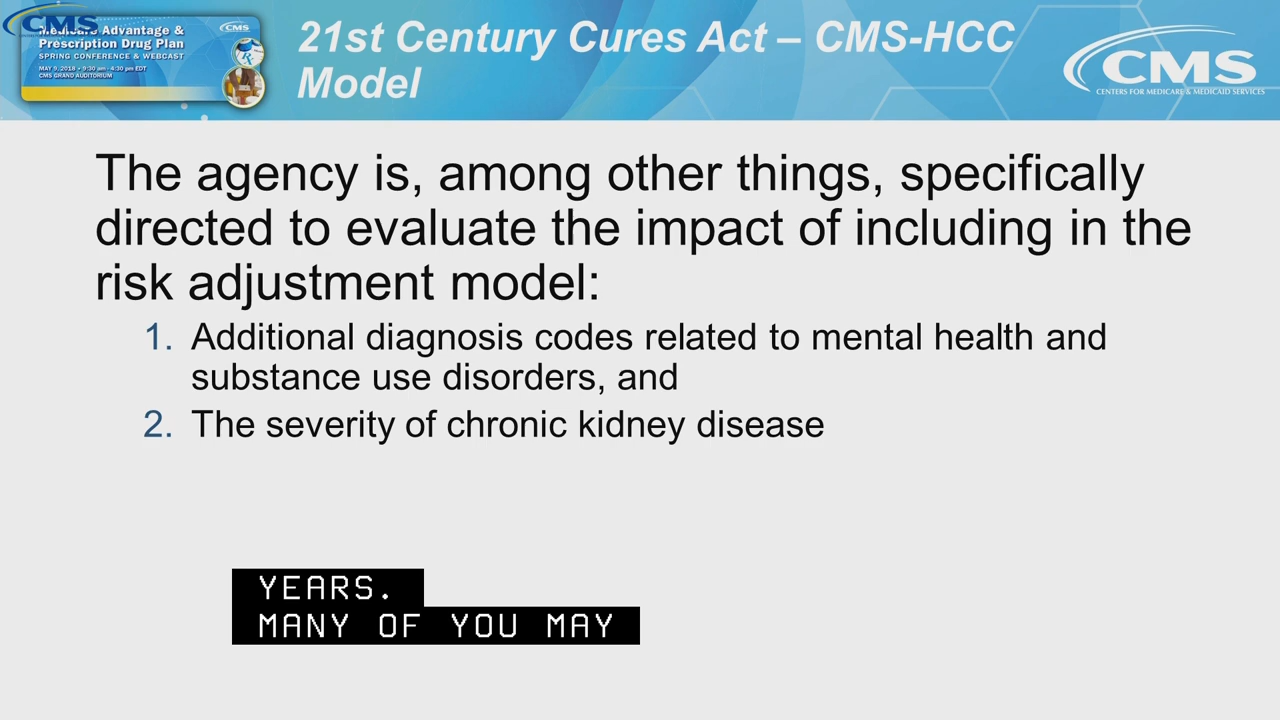 CMS
Medicare Advantage &
Prescription Drug Plan
SPRING CONFERENCE & WEBCAST
MAY 9, 2018 • 9:30 am - 4:30 pm EDT
CMS GRAND AUDITORIUM
CMS
21st Century Cures Act – CMS-HCC
Model
CMS
CENTERS FOR MEDICARE & MEDICAID SERVICES
The agency is, among other things, specifically
directed to evaluate the impact of including in the
risk adjustment model:
1. Additional diagnosis codes related to mental health and
substance use disorders, and
2. The severity of chronic kidney disease
YEARS.
MANY OF YOU MAY